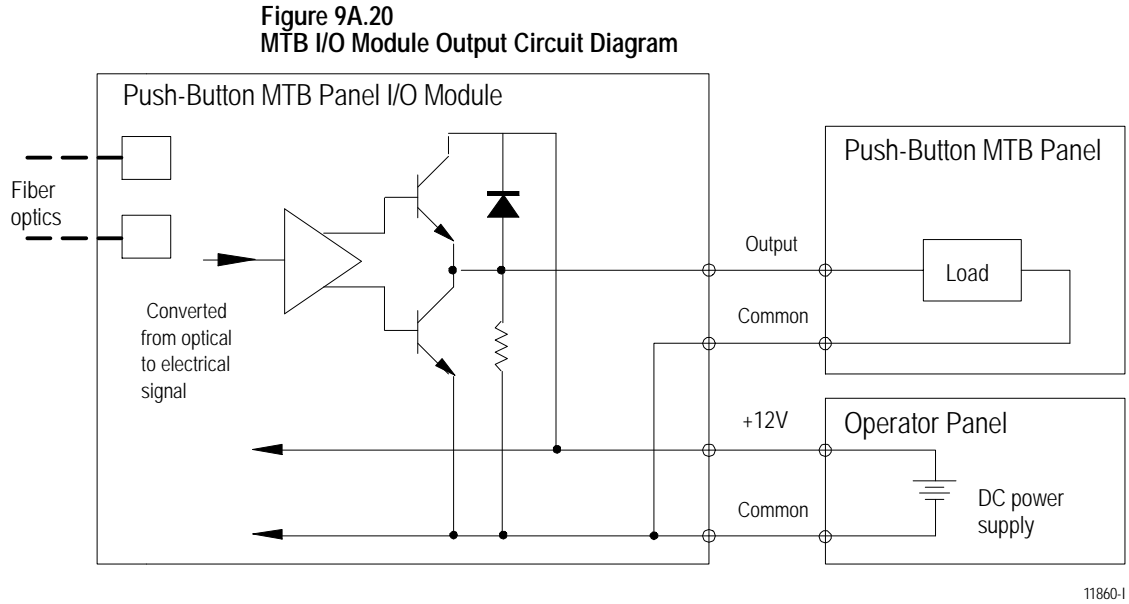 Figure 9A.20
MTB I/O Module Output Circuit Diagram
Push-Button MTB Panel I/O Module
Fiber
optics
Converted
from optical
to electrical
signal
Output
Common
+12V
Common
Push-Button MTB Panel
Load
Operator Panel
DC power
supply
11860-I